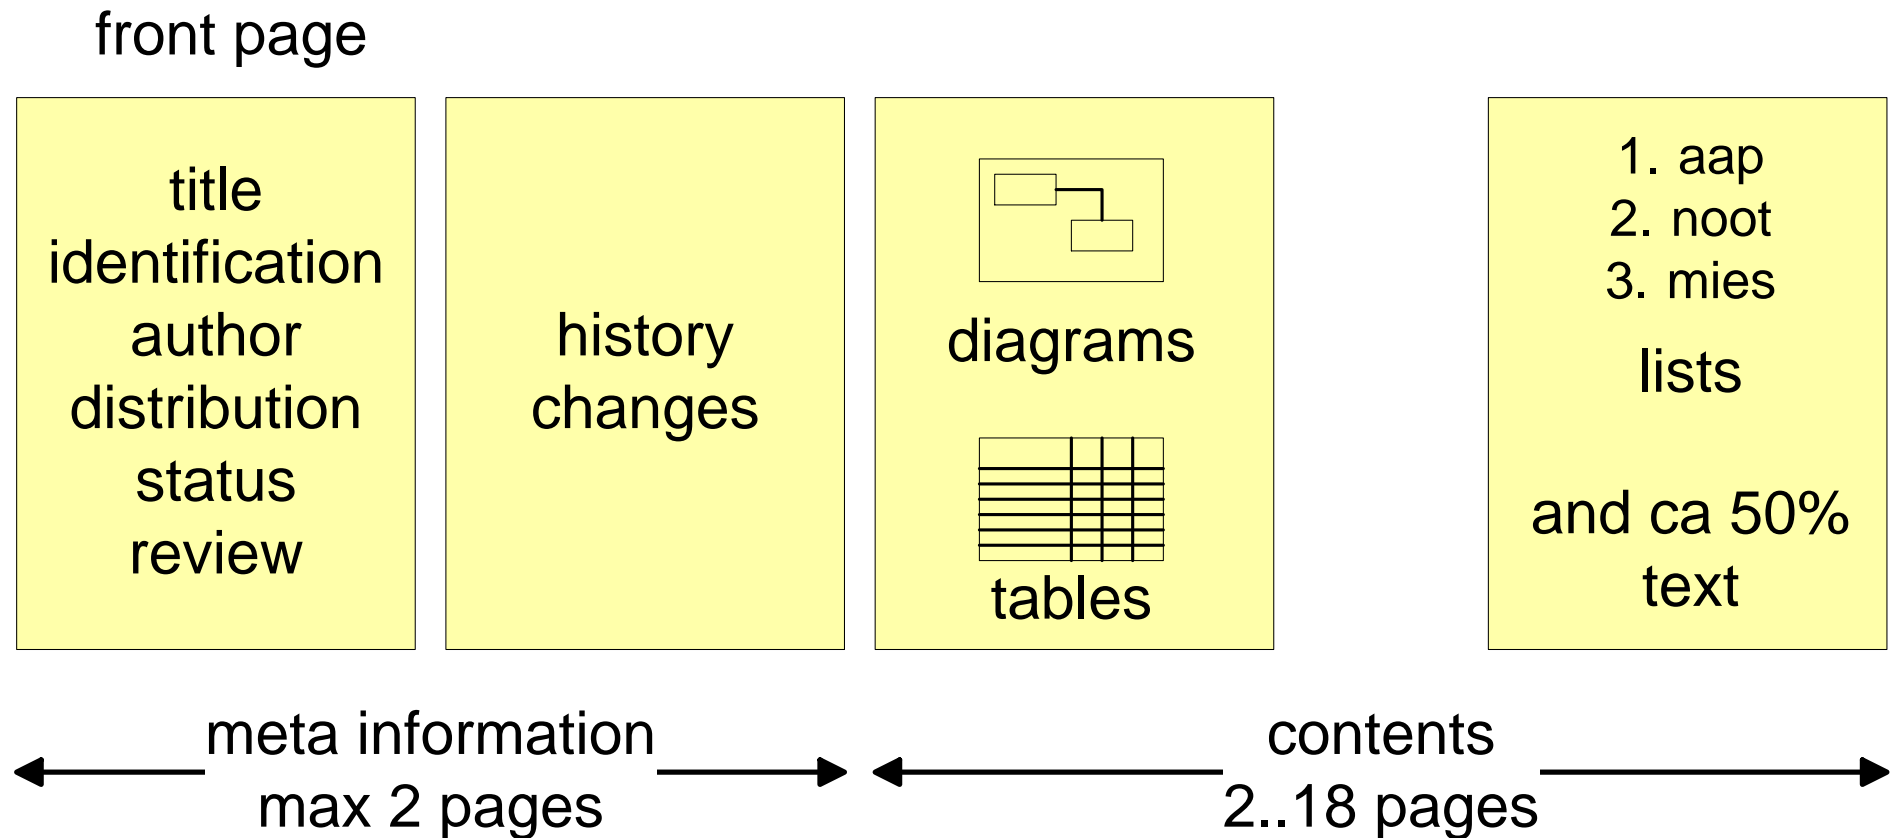 front page
title
identification
author
distribution
status
review
history
changes
diagrams
tables
1. aap
2. noot
3. mies
lists
and ca 50%
text
meta information
max 2 pages
contents
2..18 pages